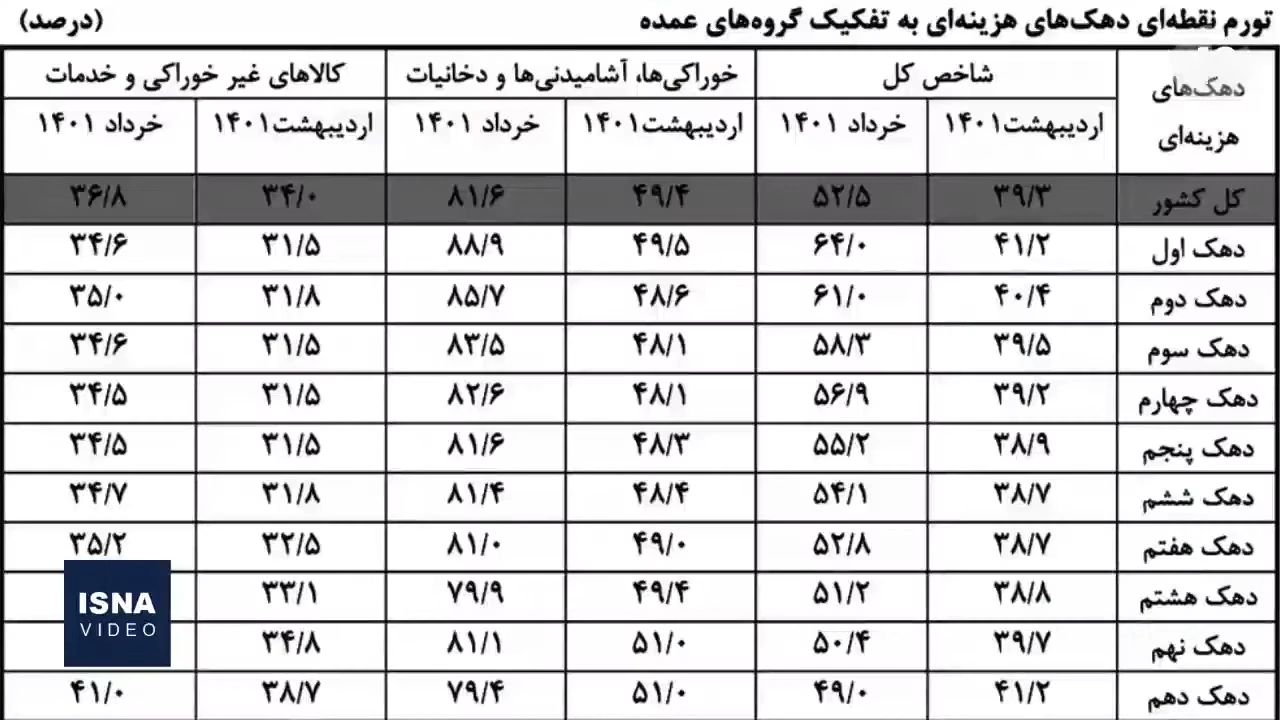 تورم نقطه‌ای دهک‌های هزینه‌ای به تفکیک گروه‌های عمده (درصد)
دهک‌های هزینه‌ای شاخص کل خوراکی‌ها، آشامیدنی‌ها و دخانیات کالاهای غیر خوراکی و خدمات
اردیبهشت۱۴۰۱ خرداد ۱۴۰۱ اردیبهشت۱۴۰۱ خرداد ۱۴۰۱ اردیبهشت۱۴۰۱ خرداد ۱۴۰۱
کل کشور ۳۹/۳ ۵۲/۵ ۴۹/۴ ۸۱/۶ ۳۴/۰ ۳۶/۸
دهک اول ۴۱/۲ ۶۴/۰ ۴۹/۵ ۸۸/۹ ۳۱/۵ ۳۴/۶
دهک دوم ۴۰/۴ ۶۱/۰ ۴۸/۶ ۸۵/۷ ۳۱/۸ ۳۵/۰
دهک سوم ۳۹/۵ ۵۸/۳ ۴۸/۱ ۸۳/۵ ۳۱/۵ ۳۴/۶
دهک چهارم ۳۹/۲ ۵۶/۹ ۴۸/۱ ۸۲/۶ ۳۱/۵ ۳۴/۵
دهک پنجم ۳۸/۹ ۵۵/۲ ۴۸/۳ ۸۱/۶ ۳۱/۵ ۳۴/۵
دهک ششم ۳۸/۷ ۵۴/۱ ۴۸/۴ ۸۱/۴ ۳۱/۸ ۳۴/۷
دهک هفتم ۳۸/۷ ۵۲/۸ ۴۹/۰ ۸۱/۰ ۳۲/۵ ۳۵/۲
دهک هشتم ۳۸/۸ ۵۱/۲ ۴۹/۴ ۷۹/۹ ۳۳/۱
دهک نهم ۳۹/۷ ۵۰/۴ ۵۱/۰ ۸۱/۱ ۳۴/۸
دهک دهم ۴۱/۲ ۴۹/۰ ۵۱/۰ ۷۹/۴ ۳۸/۷ ۴۱/۰
ISNA
VIDEO